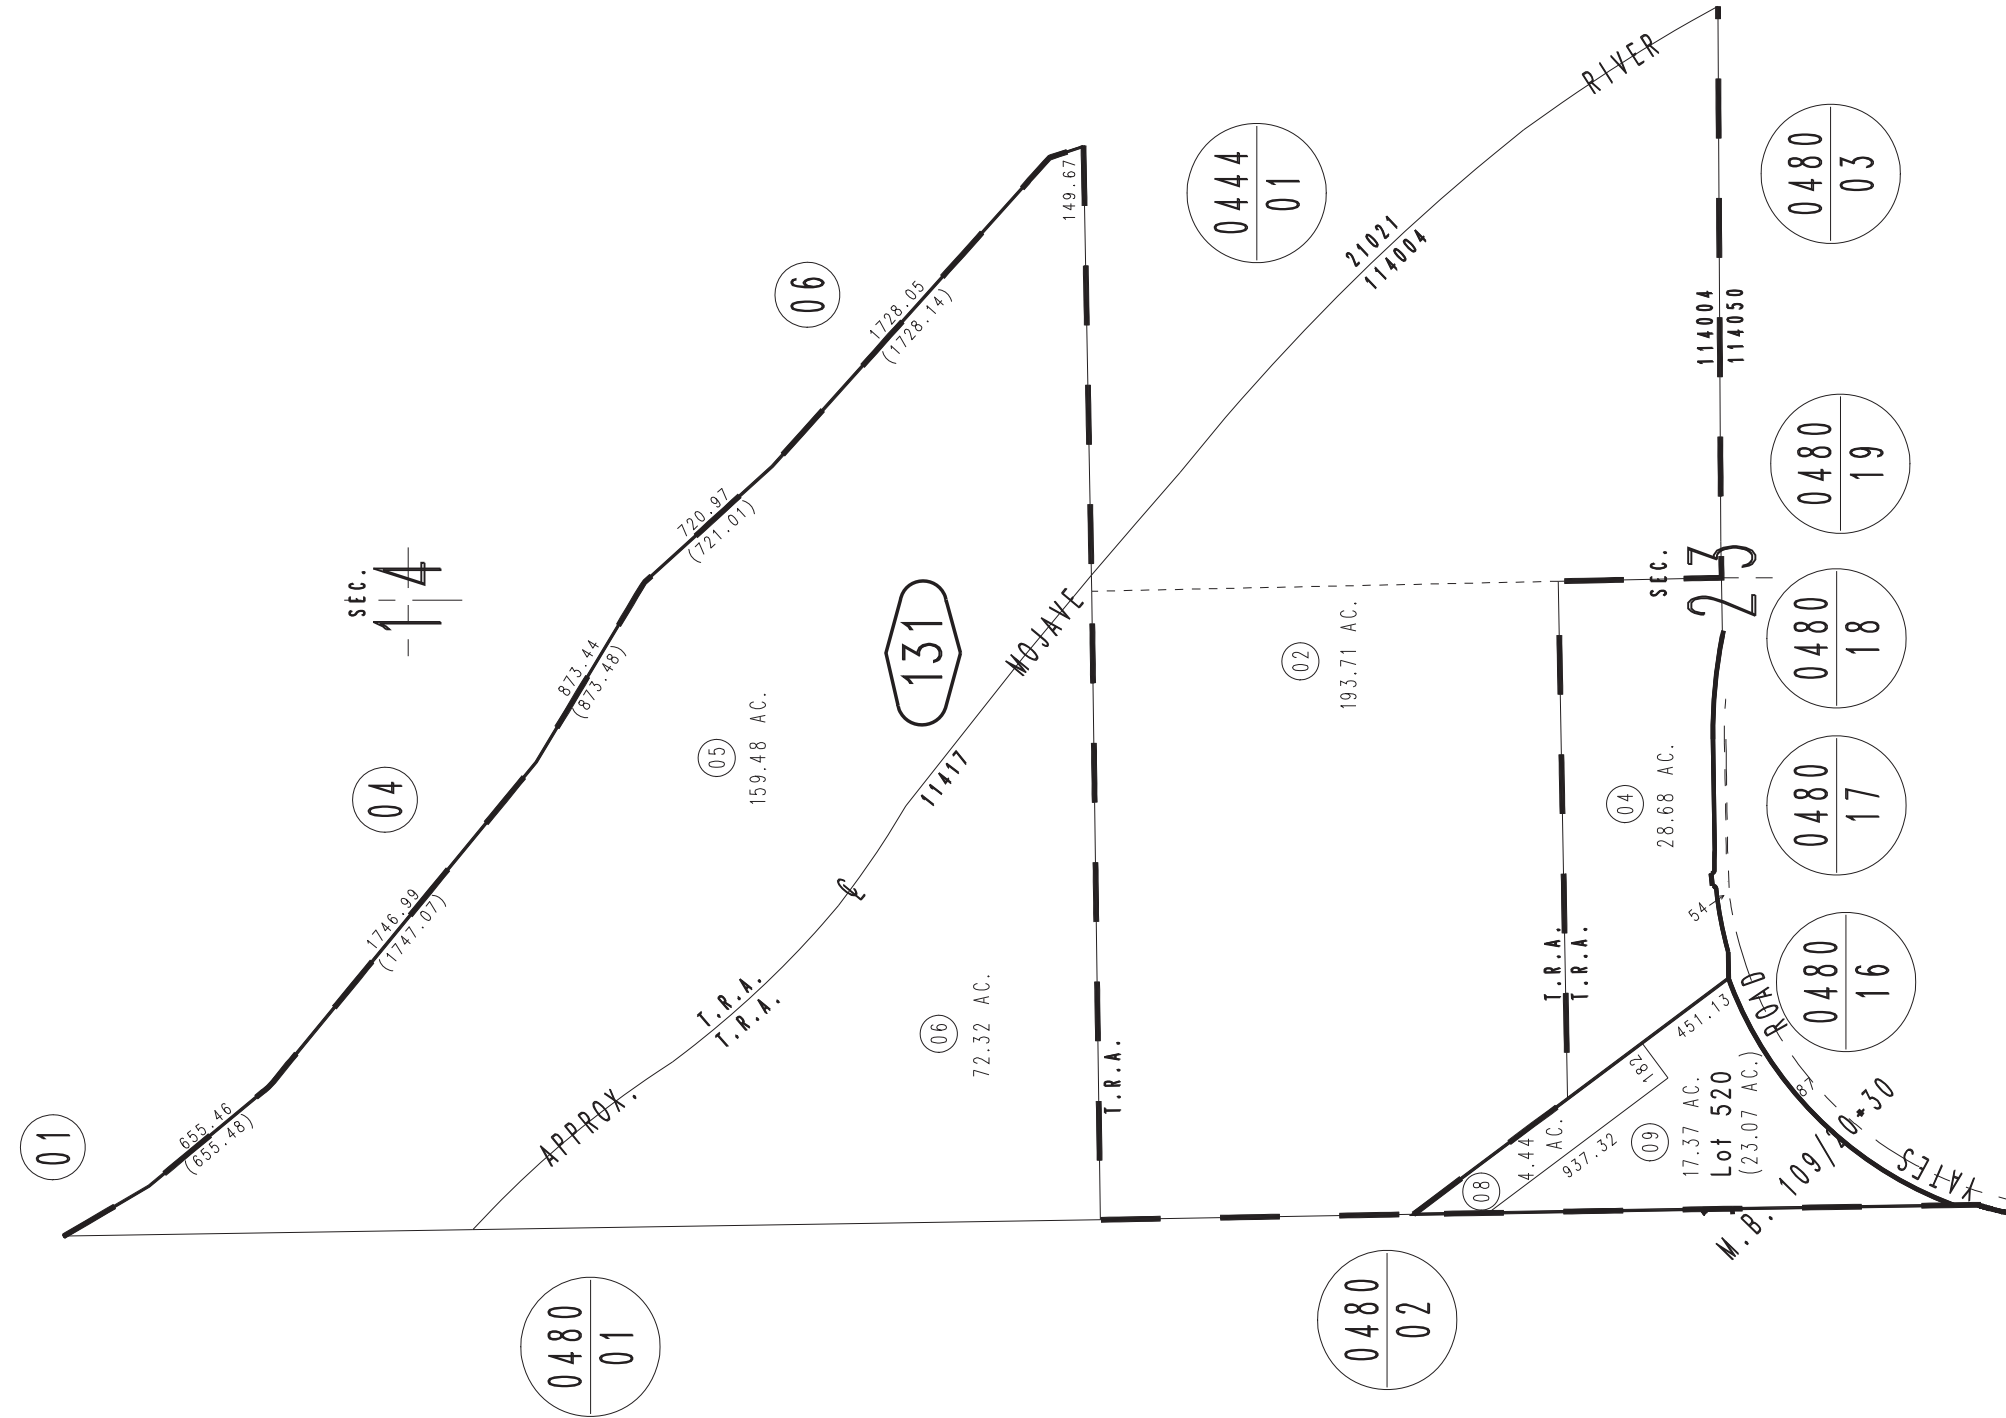 01
655.46
(655.48)
04
1746.99
(1747.07)
SEC.
14
873.44
(873.48)
720.97
(721.01)
06
1728.05
(1728.14)
149.67
0444
01
RIVER
21021
114004
0480
03
114004
114050
131
05
159.48 AC.
MOJAVE
11417
℄
T.R.A.
T.R.A.
APPROX.
06
72.32 AC.
T.R.A.
02
193.71 AC.
SEC.
23
0480
19
0480
18
0480
17
04
28.68 AC.
54
T.R.A.
T.R.A.
0480
16
ROAD
451.13
182
87
08
4.44
AC.
937.32
09
17.37 AC.
Lot 520
(23.07 AC.)
YATES
M.B. 109/20-30
0480
01
0480
02